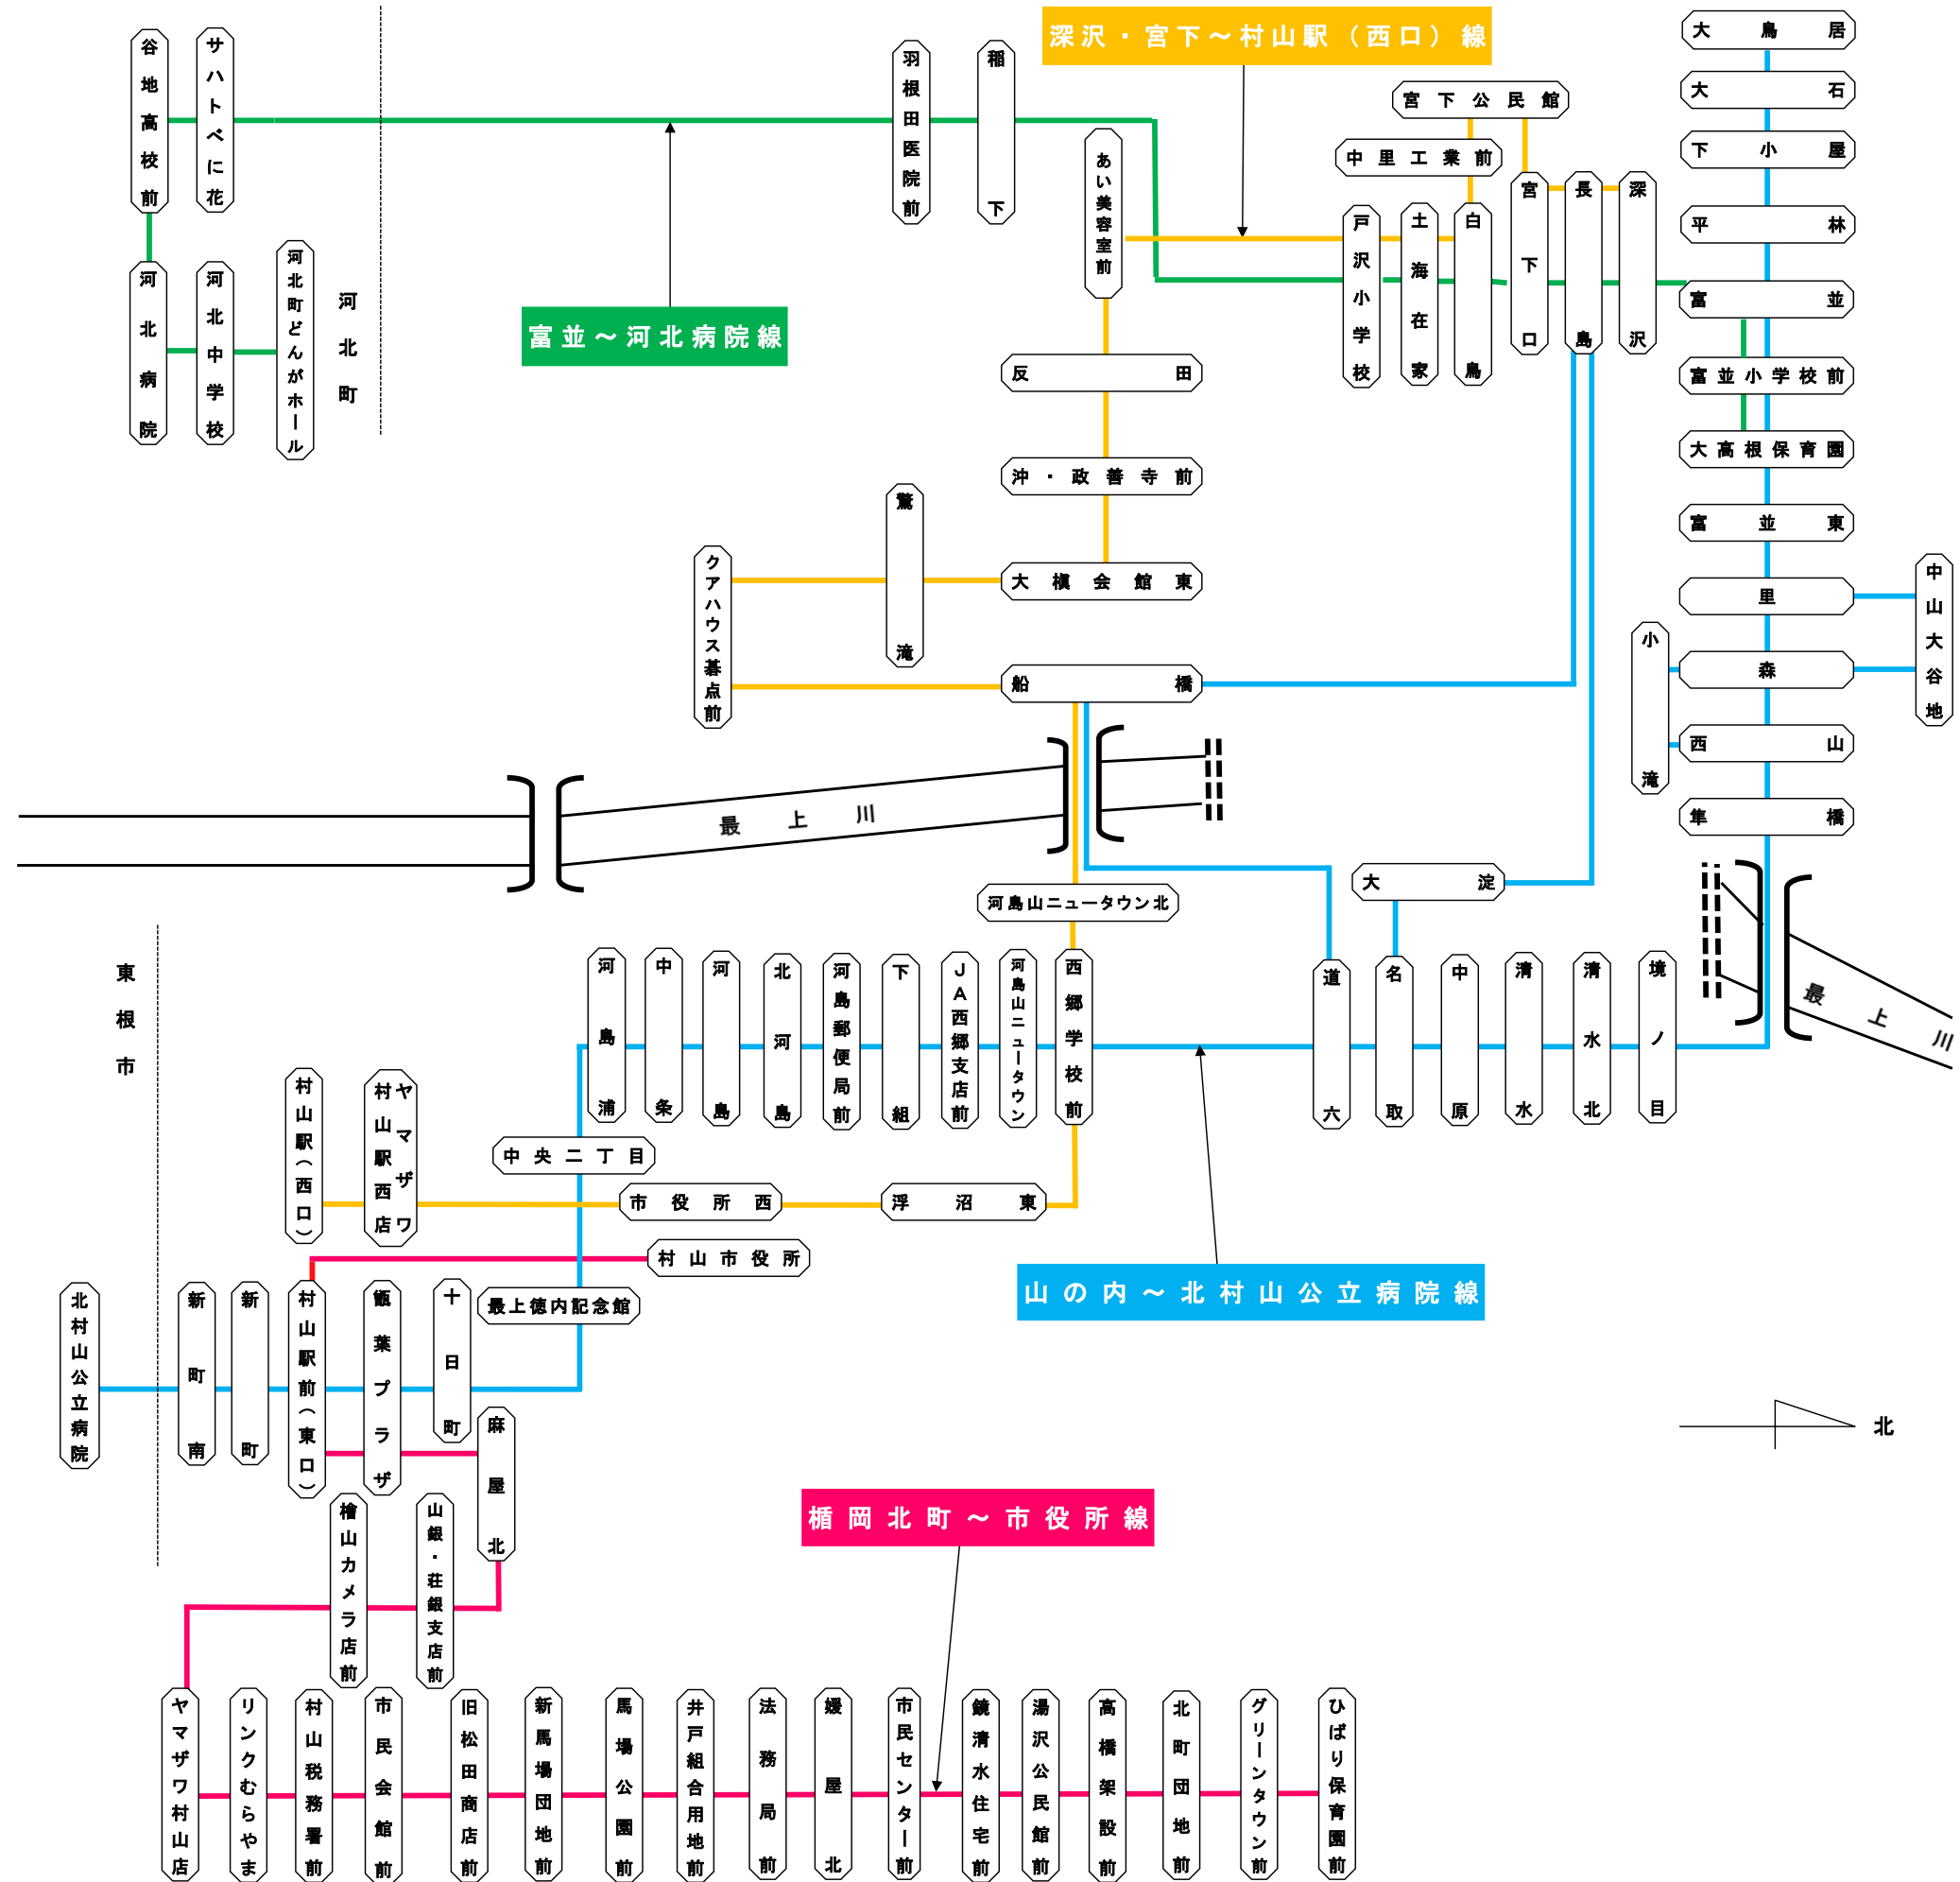 深沢・宮下～村山駅（西口）線
大鳥居
大石
下小屋
平林
富並
富並小学校前
大高根保育園
富並東
里
森
西山
隼橋
中山大谷地
小滝
谷地高校前
サハトべに花
羽根田医院前
稲下
宮下公民館
中里工業前
あい美容室前
戸沢小学校
土海在家
白鳥
宮下口
長島
深沢
河北病院
河北中学校
河北町どんがホール
河北町
富並～河北病院線
反田
沖・政善寺前
大槇会館東
鶩滝
クアハウス碁点前
船橋
最上川
河島山ニュータウン北
大淀
最上川
東根市
河島浦
中条
河島
北河島
河島郵便局前
下組
ＪＡ西郷支店前
河島山ニュータウン
西郷学校前
道六
名取
中原
清水
清水北
境ノ目
村山駅（西口）
ヤマザワ
村山駅西店
中央二丁目
市役所西
浮沼東
村山市役所
最上徳内記念館
山の内～北村山公立病院線
北村山公立病院
新町南
新町
村山駅前（東口）
甑葉プラザ
十日町
麻屋北
北
檜山カメラ店前
山銀・荘銀支店前
楯岡北町～市役所線
ヤマザワ村山店
リンクむらやま
村山税務署前
市民会館前
旧松田商店前
新馬場団地前
馬場公園前
井戸組合用地前
法務局前
媛屋北
市民センター前
鏡清水住宅前
湯沢公民館前
高橋架設前
北町団地前
グリーンタウン前
ひばり保育園前